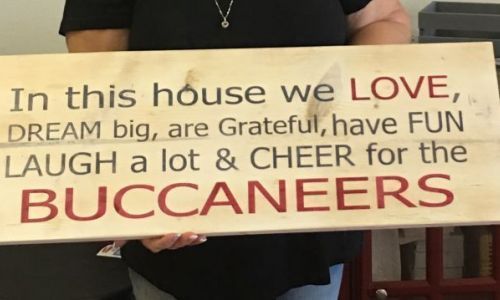 In this house we LOVE,
DREAM big, are Grateful, have FUN
LAUGH a lot & CHEER for the
BUCCANEERS